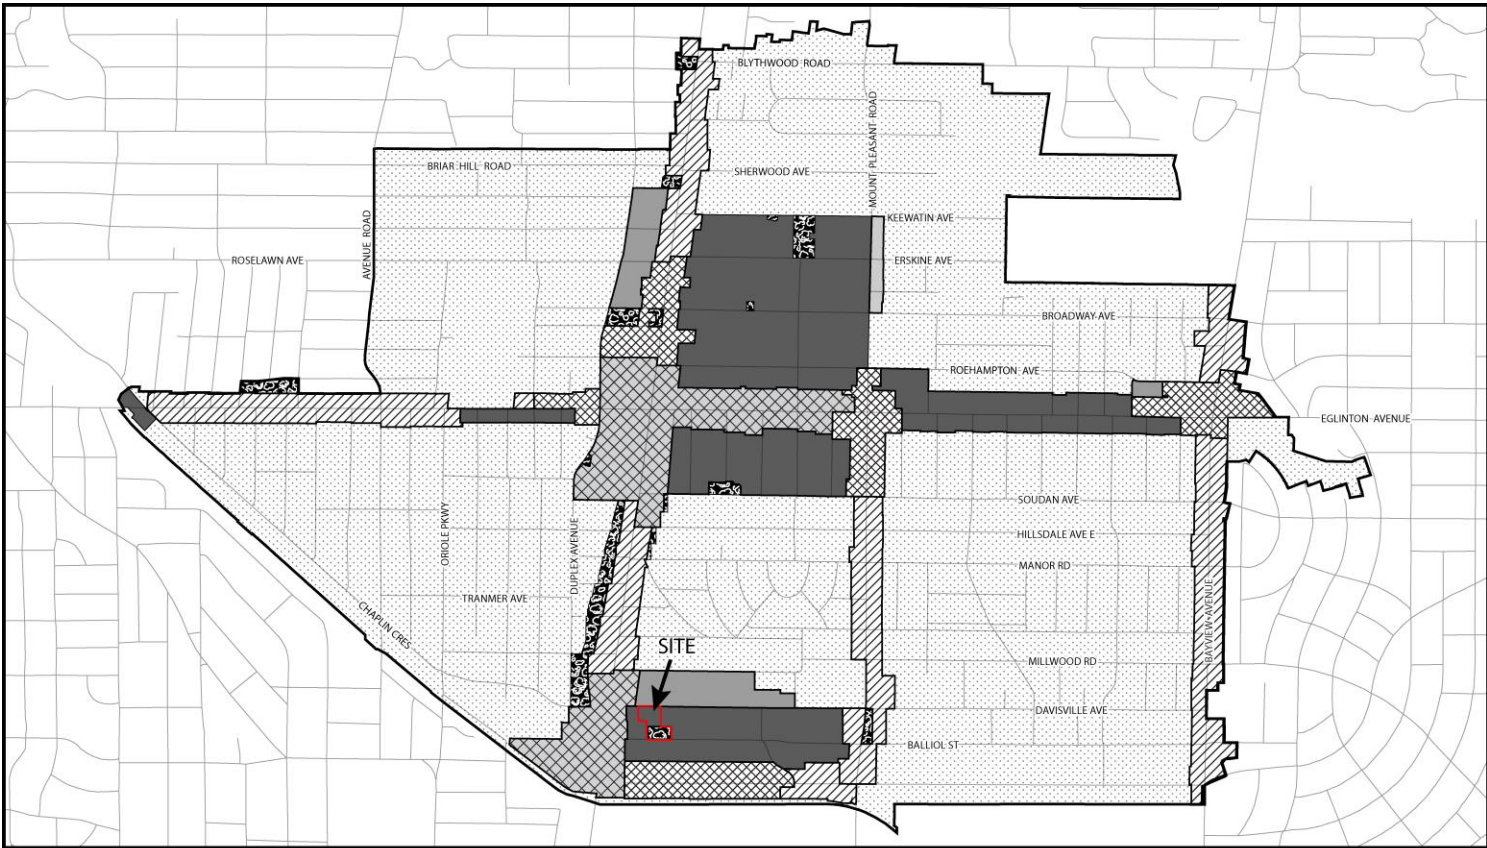 BLYTHWOOD ROAD
MOUNT PLEASANT ROAD
BRIAR HILL ROAD
SHERWOOD AVE
AVENUE ROAD
KEEWATIN AVE
ROSELAWN AVE
ERSKINE AVE
BROADWAY AVE
ROEHAMPTON AVE
EGLINTON AVENUE
SOUDAN AVE
ORIOLE PKWY
DUPLEX AVENUE
HILLSDALE AVE E
MANOR RD
TRANMER AVE
CHAPLIN CRES
BAYVIEW AVENUE
SITE
MILLWOOD RD
DAVISVILLE AVE
BALLIOL ST